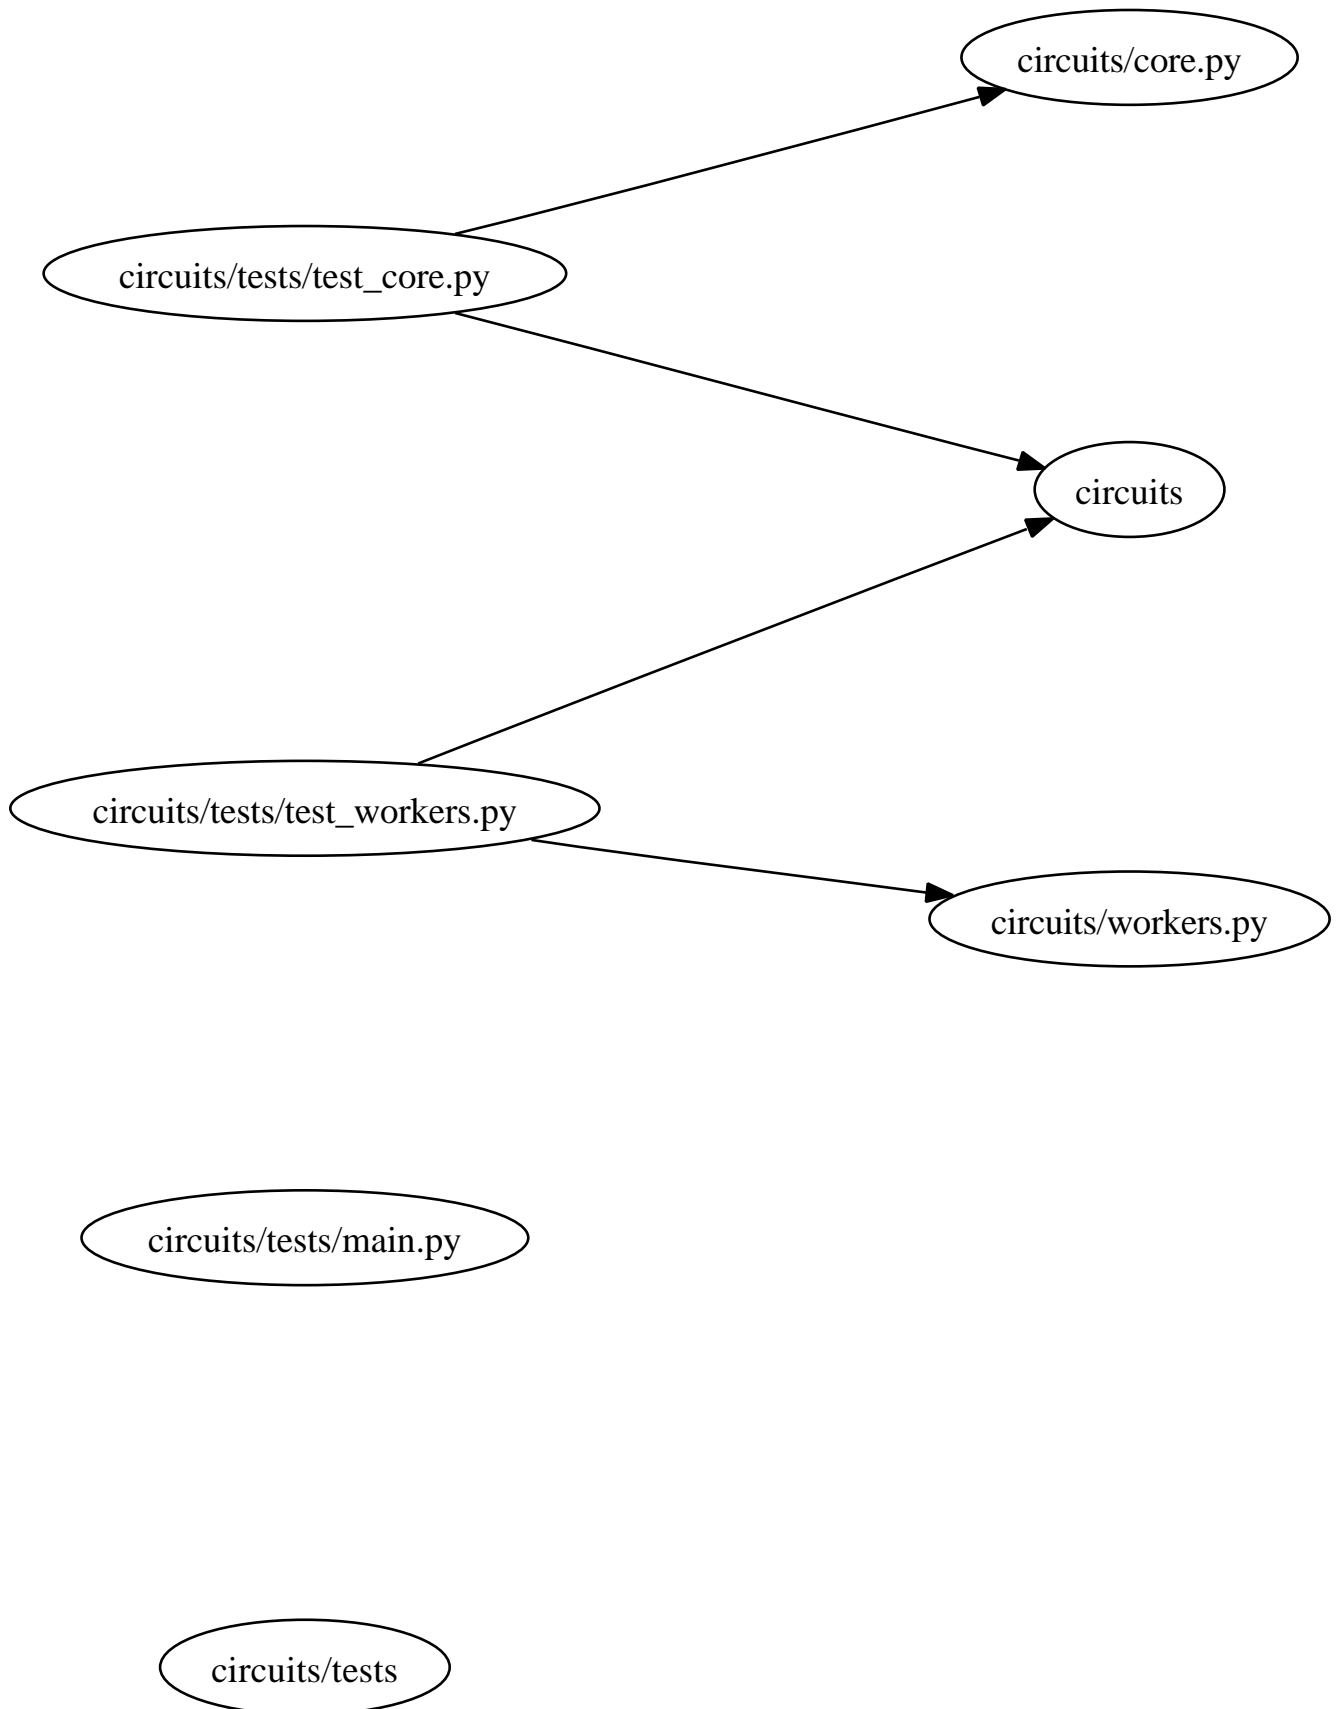 circuits/core.py
circuits/tests/test_core.py
circuits
circuits/tests/test_workers.py
circuits/workers.py
circuits/tests/main.py
circuits/tests